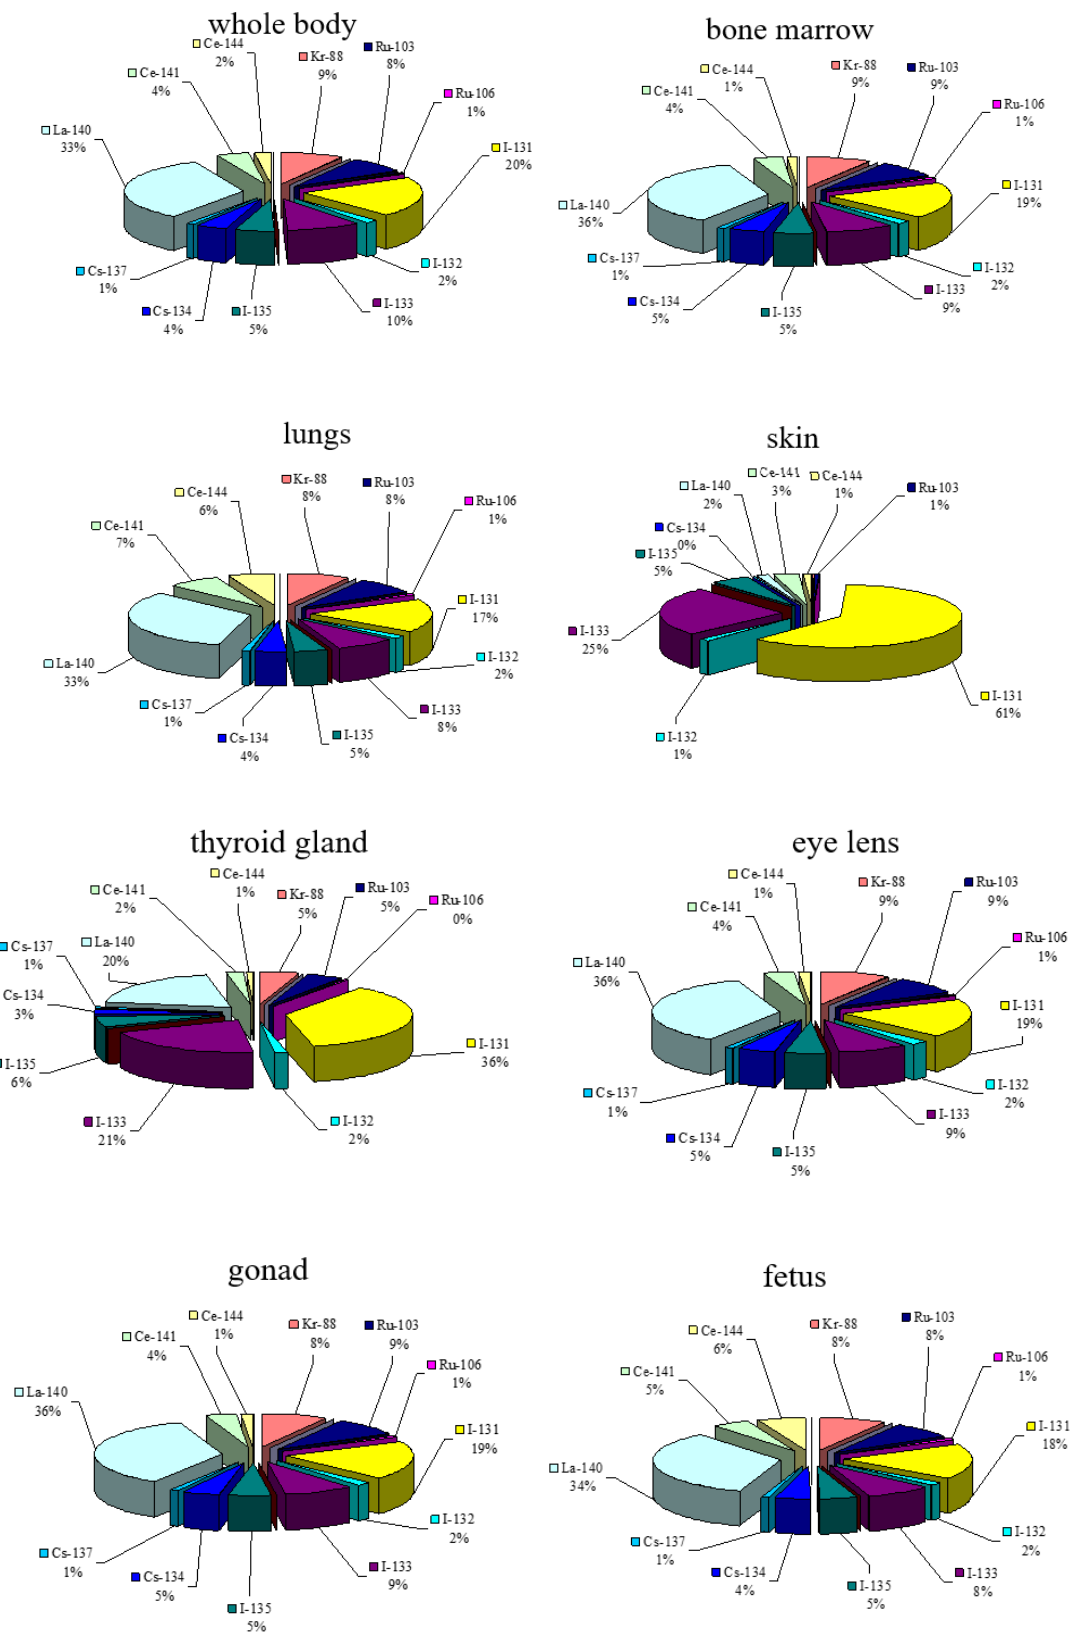 whole body
Ce-144
2%
Kr-88
9%
Ru-103
8%
Ce-141
4%
Ru-106
1%
La-140
33%
I-131
20%
Cs-137
1%
I-132
2%
Cs-134
4%
I-135
5%
I-133
10%
bone marrow
Ce-144
1%
Kr-88
9%
Ru-103
9%
Ce-141
4%
Ru-106
1%
La-140
36%
I-131
19%
Cs-137
1%
I-132
2%
Cs-134
5%
I-135
5%
I-133
9%
lungs
Ce-144
6%
Kr-88
8%
Ru-103
8%
Ru-106
1%
Ce-141
7%
I-131
17%
La-140
33%
I-132
2%
Cs-137
1%
Cs-134
4%
I-135
5%
I-133
8%
skin
La-140
2%
Ce-141
3%
Ce-144
1%
Ru-103
1%
Cs-134
0%
I-135
5%
I-133
25%
I-131
61%
I-132
1%
thyroid gland
Ce-144
1%
Kr-88
5%
Ru-103
5%
Ce-141
2%
Ru-106
0%
Cs-137
1%
La-140
20%
Cs-134
3%
I-135
6%
I-131
36%
I-133
21%
I-132
2%
eye lens
Ce-144
1%
Kr-88
9%
Ru-103
9%
Ce-141
4%
Ru-106
1%
La-140
36%
I-131
19%
Cs-137
1%
I-132
2%
Cs-134
5%
I-135
5%
I-133
9%
gonad
Ce-144
1%
Kr-88
8%
Ru-103
9%
Ce-141
4%
Ru-106
1%
La-140
36%
I-131
19%
Cs-137
1%
I-132
2%
Cs-134
5%
I-135
5%
I-133
9%
fetus
Ce-144
6%
Kr-88
8%
Ru-103
8%
Ce-141
5%
Ru-106
1%
La-140
34%
I-131
18%
Cs-137
1%
I-132
2%
Cs-134
4%
I-135
5%
I-133
8%